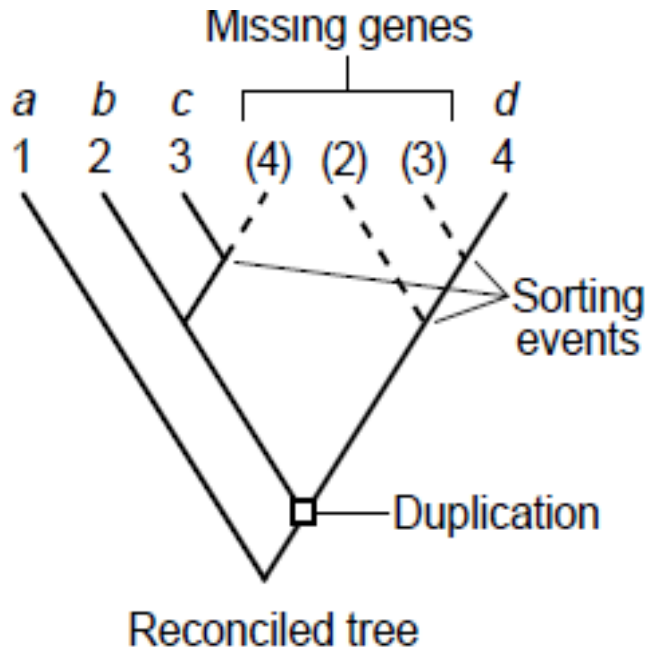 Missing genes
a b c d
1 2 3 (4) (2) (3) 4
Sorting
events
Duplication
Reconciled tree